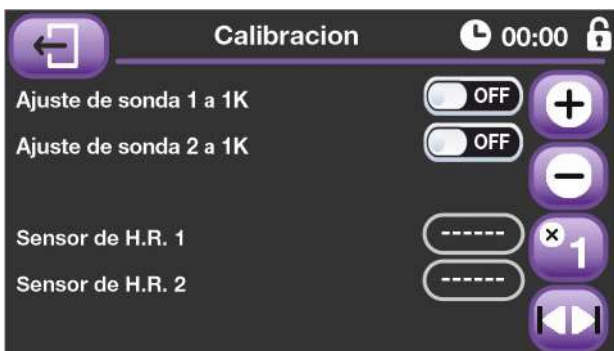 Calibracion 00:00
Ajuste de sonda 1 a 1K OFF
Ajuste de sonda 2 a 1K OFF
Sensor de H.R. 1 ------
×1
Sensor de H.R. 2 ------